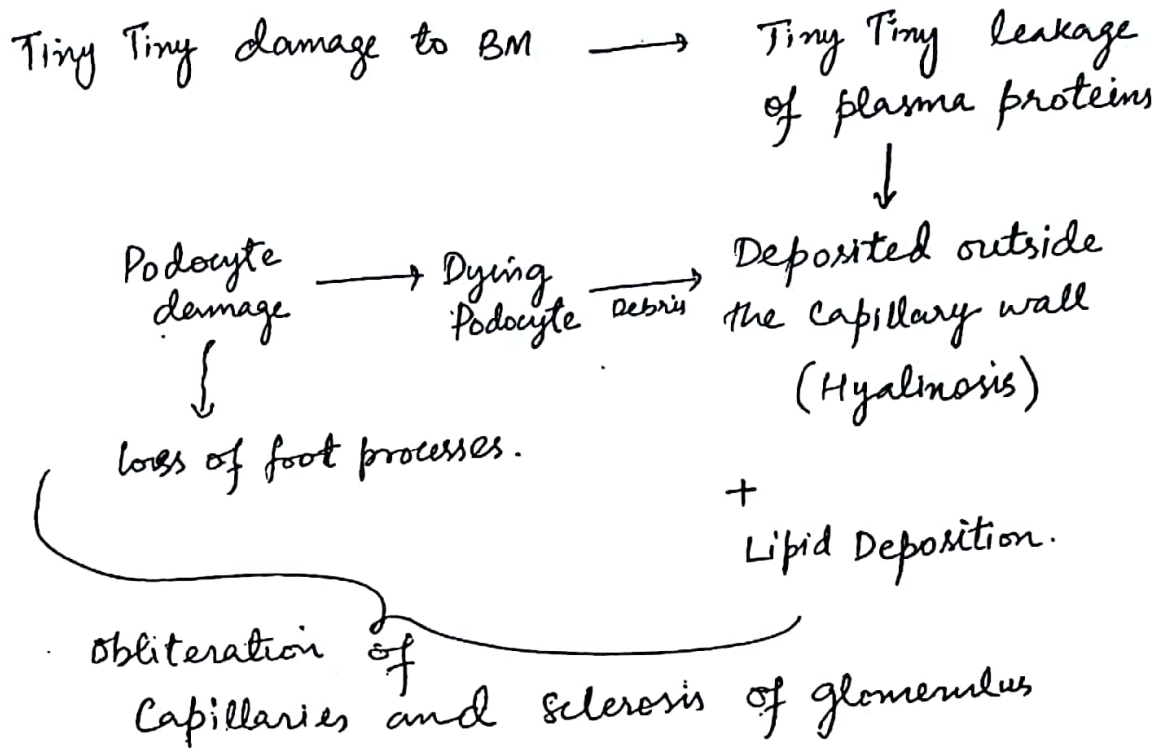 Tiny Tiny damage to BM → Tiny Tiny leakage
of plasma proteins
↓
Podocyte damage → Dying Podocyte → Debris Deposited outside
the capillary wall
(Hyalinosis)
↓
loss of foot processes.
+
Lipid Deposition.
Obliteration of
Capillaries and sclerosis of glomerulus